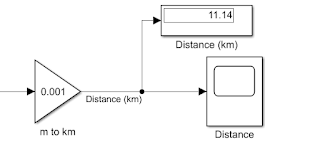 11.14
Distance (km)
0.001
Distance (km)
m to km
Distance